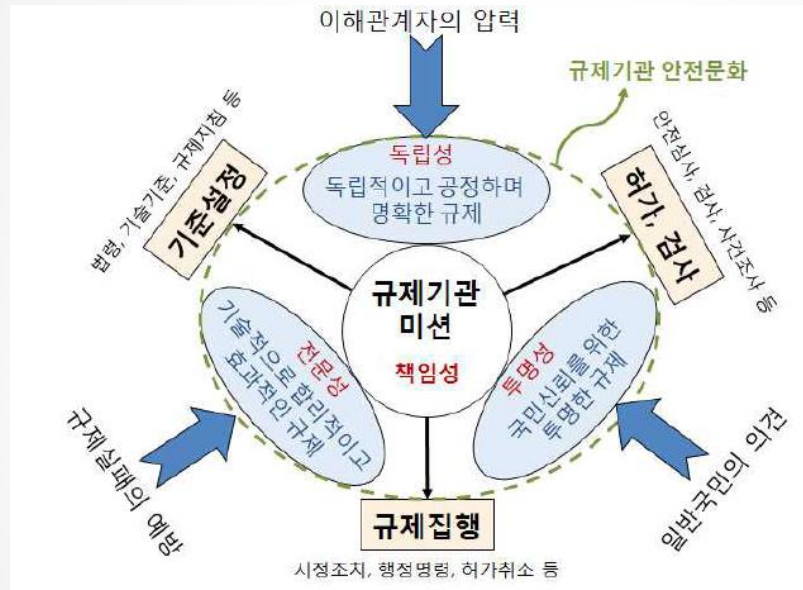 이해관계자의 압력
규제기관 안전문화
법령, 기술기준, 규제지침 등
기준설정
독립성
독립적이고 공정하며
명확한 규제
안전심사, 검사, 사건조사 등
허가, 검사
규제기관
미션
책임성
전문성
기술적으로 합리적이고
효과적인 규제
투명성
국민신뢰를 위한
투명한 규제
규제실패의 예방
일반국민의 의견
규제집행
시정조치, 행정명령, 허가취소 등